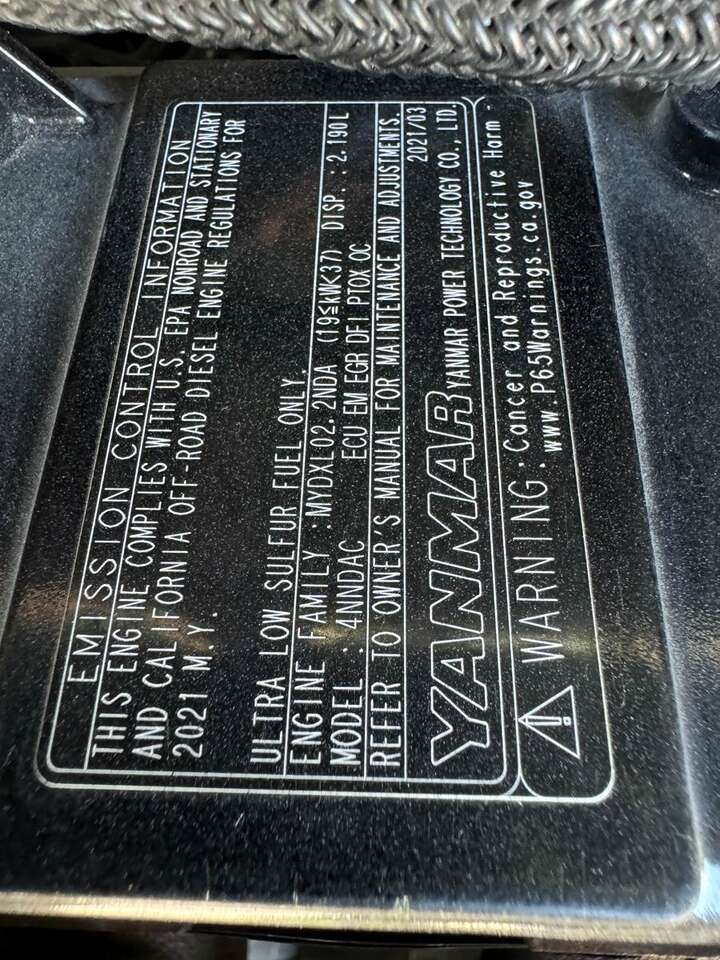 EMISSION CONTROL INFORMATION
THIS ENGINE COMPLIES WITH U.S. EPA NONROAD AND STATIONARY
AND CALIFORNIA OFF-ROAD DIESEL ENGINE REGULATIONS FOR
2021 M.Y.
ULTRA LOW SULFUR FUEL ONLY.
ENGINE FAMILY : MYDXL02.2NDA (19≦kW<37) DISP. : 2.190L
MODEL : 4NNDAC ECU EM EGR DFI PTOX OC
REFER TO OWNER'S MANUAL FOR MAINTENANCE AND ADJUSTMENTS.
2021/03
YANMAR YANMAR POWER TECHNOLOGY CO., LTD.
WARNING: Cancer and Reproductive Harm -
www.P65Warnings.ca.gov